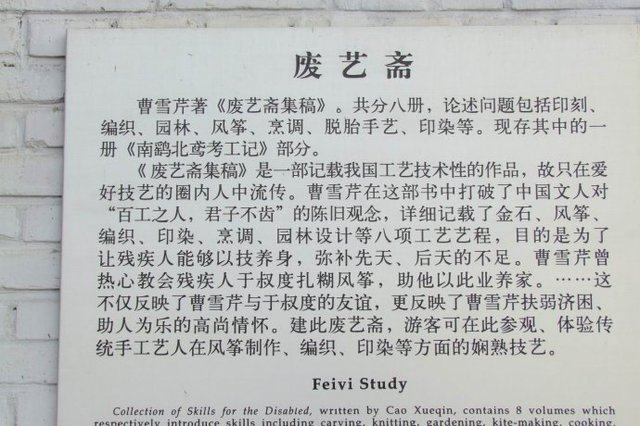 废艺斋
曹雪芹著《废艺斋集稿》。共分八册，论述问题包括印刻、
编织、园林、风筝、烹调、脱胎手艺、印染等。现存其中的一
册《南鹞北鸢考工记》部分。
《废艺斋集稿》是一部记载我国工艺技术性的作品，故只在爱
好技艺的圈内人中流传。曹雪芹在这部书中打破了中国文人对
“百工之人，君子不齿”的陈旧观念，详细记载了金石、风筝、
编织、印染、烹调、园林设计等八项工艺艺程，目的是为了
让残疾人能够以技养身，弥补先天、后天的不足。曹雪芹曾
热心教会残疾人于叔度扎糊风筝，助他以此业养家。……这
不仅反映了曹雪芹与于叔度的友谊，更反映了曹雪芹扶弱济困、
助人为乐的高尚情怀。建此废艺斋，游客可在此参观、体验传
统手工艺人在风筝制作、编织、印染等方面的娴熟技艺。
Feivi Study
Collection of Skills for the Disabled, written by Cao Xueqin, contains 8 volumes which
respectively introduce skills including carving, knitting, gardening, kite-making, cooking,